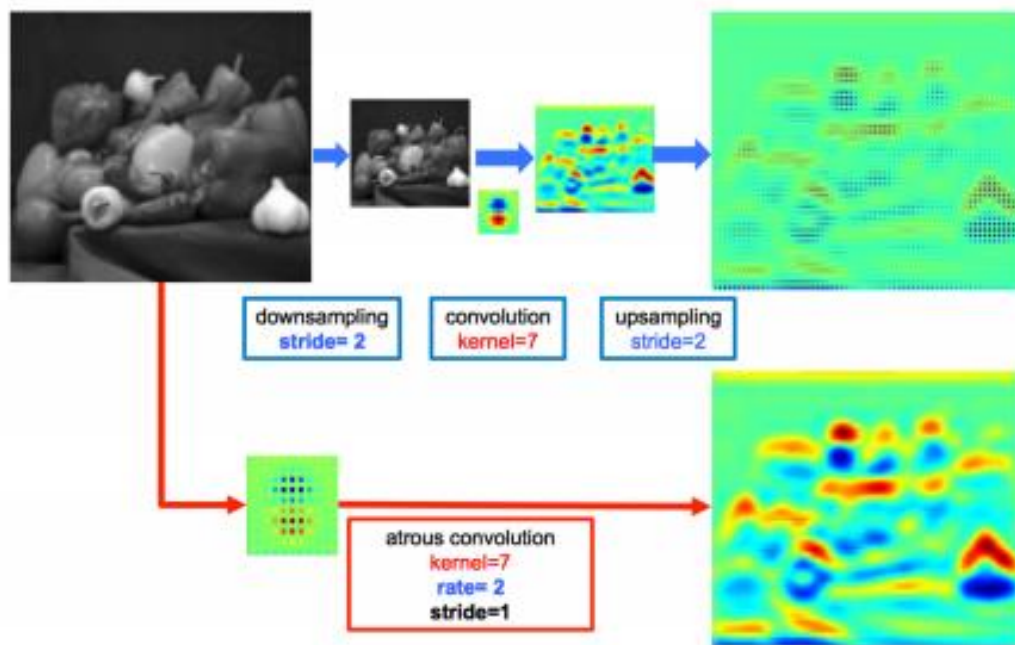 downsampling
stride= 2
convolution
kernel=7
upsampling
stride=2
atrous convolution
kernel=7
rate= 2
stride=1